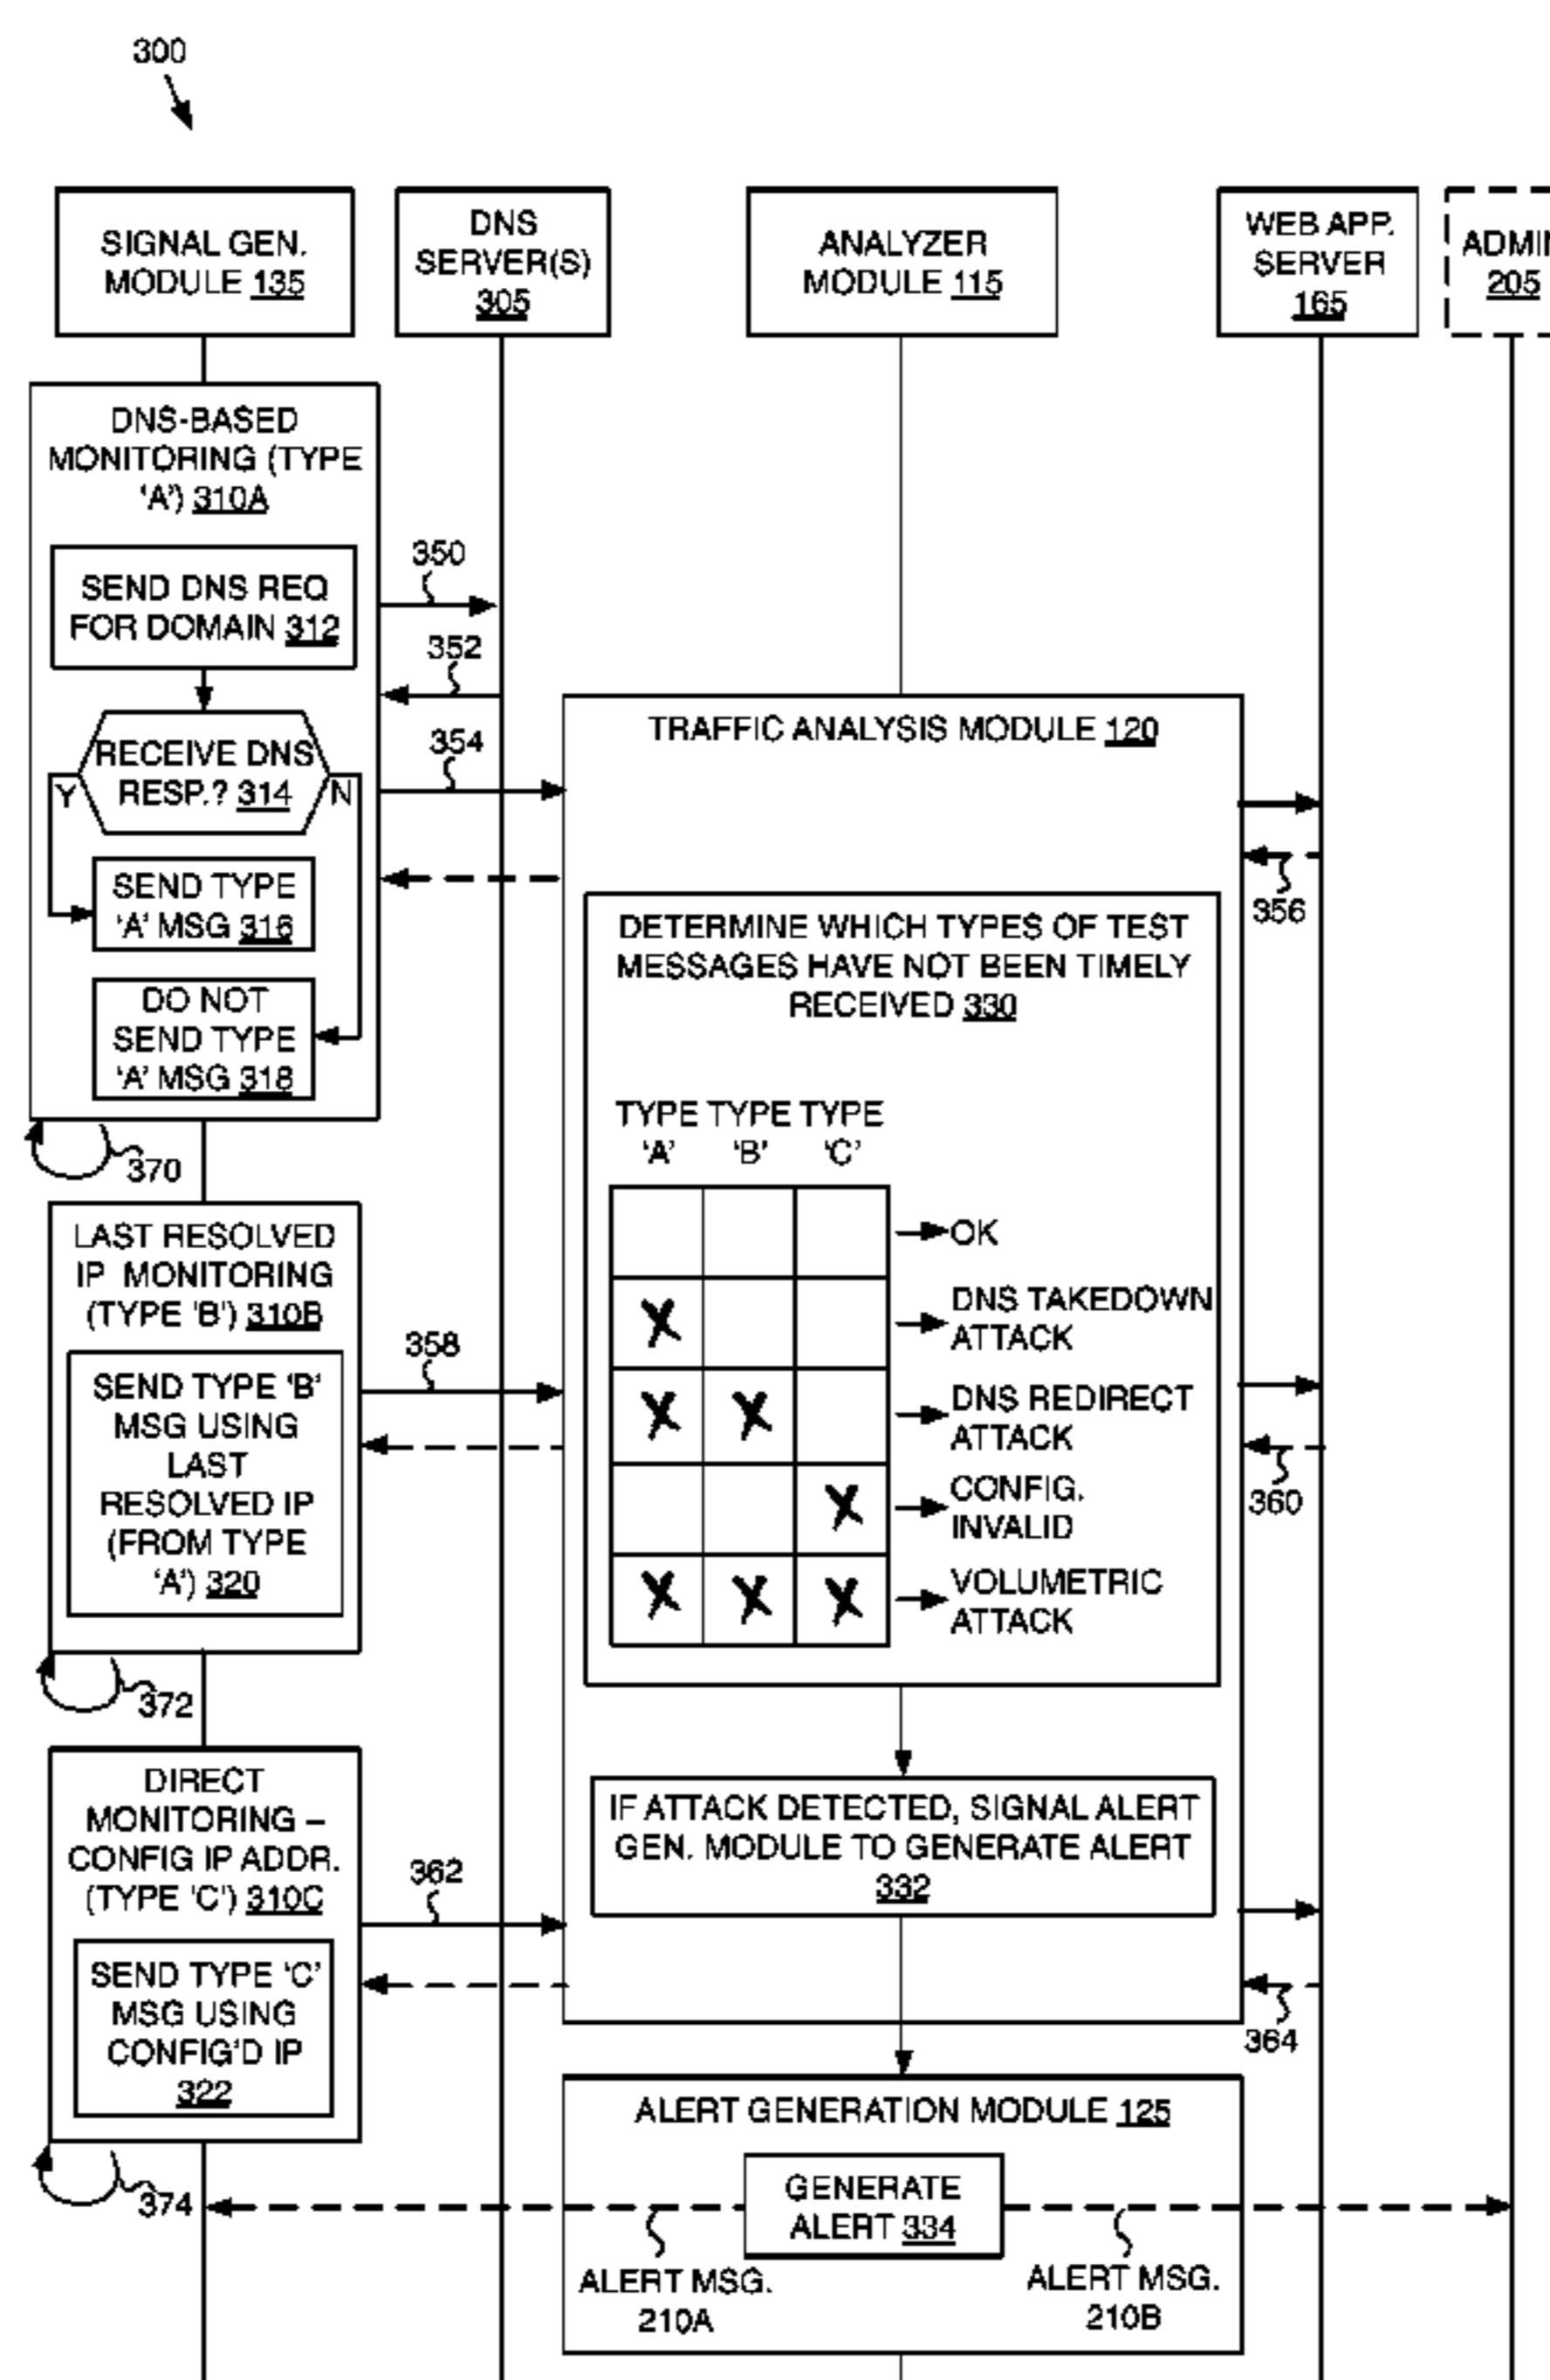 300
SIGNAL GEN.
MODULE 135
DNS
SERVER(S)
305
ANALYZER
MODULE 115
WEB APP.
SERVER
165
ADMIN
205
DNS-BASED
MONITORING (TYPE
‘A’) 310A
SEND DNS REQ
FOR DOMAIN 312
RECEIVE DNS
RESP.? 314
Y
N
SEND TYPE
‘A’ MSG 316
DO NOT
SEND TYPE
‘A’ MSG 318
370
350
352
354
LAST RESOLVED
IP MONITORING
(TYPE 'B') 310B
SEND TYPE ‘B’
MSG USING
LAST
RESOLVED IP
(FROM TYPE
‘A’) 320
372
358
DIRECT
MONITORING –
CONFIG IP ADDR.
(TYPE 'C') 310C
SEND TYPE ‘C’
MSG USING
CONFIG’D IP
322
374
362
TRAFFIC ANALYSIS MODULE 120
DETERMINE WHICH TYPES OF TEST
MESSAGES HAVE NOT BEEN TIMELY
RECEIVED 330
TYPE TYPE TYPE
‘A’ ‘B’ ‘C’
OK
X
DNS TAKEDOWN
ATTACK
X X
DNS REDIRECT
ATTACK
X
CONFIG.
INVALID
X X X
VOLUMETRIC
ATTACK
IF ATTACK DETECTED, SIGNAL ALERT
GEN. MODULE TO GENERATE ALERT
332
356
360
364
ALERT GENERATION MODULE 125
GENERATE
ALERT 334
ALERT MSG.
210A
ALERT MSG.
210B